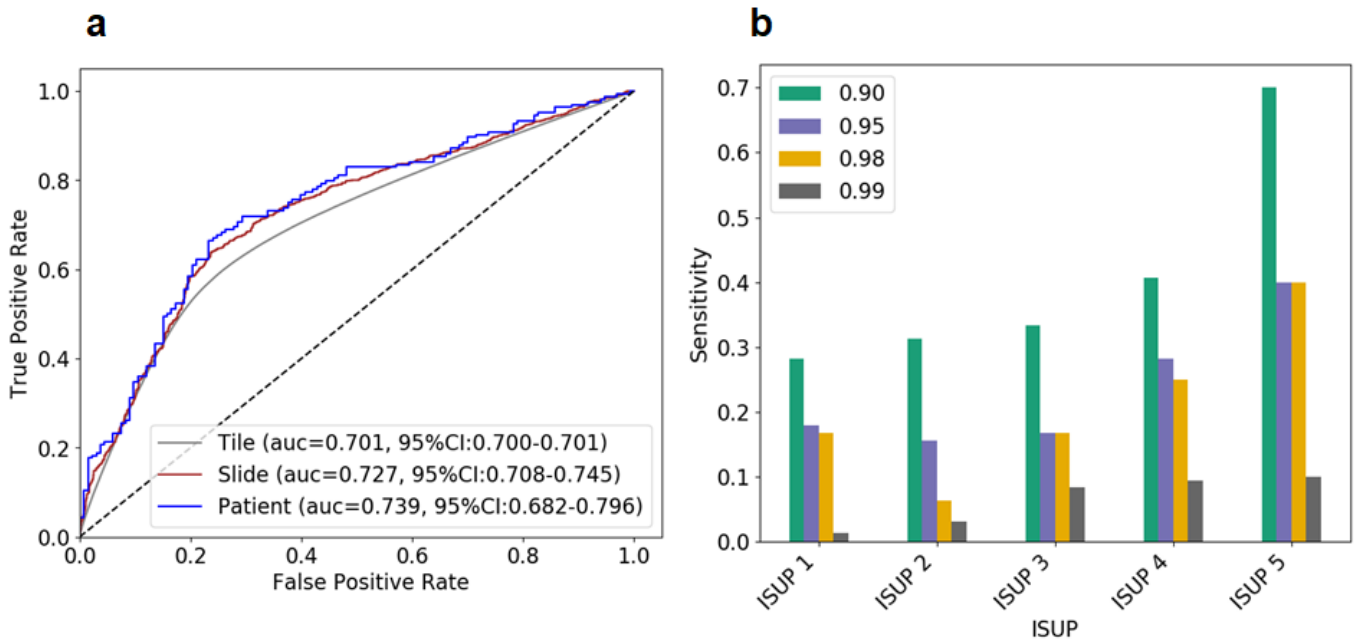 a
1.0
0.8
0.6
0.4
0.2
0.0
True Positive Rate
0.0 0.2 0.4 0.6 0.8 1.0
False Positive Rate
Tile (auc=0.701, 95%CI:0.700-0.701)
Slide (auc=0.727, 95%CI:0.708-0.745)
Patient (auc=0.739, 95%CI:0.682-0.796)
b
0.7
0.6
0.5
0.4
0.3
0.2
0.1
0.0
Sensitivity
0.90
0.95
0.98
0.99
ISUP 1 ISUP 2 ISUP 3 ISUP 4 ISUP 5
ISUP